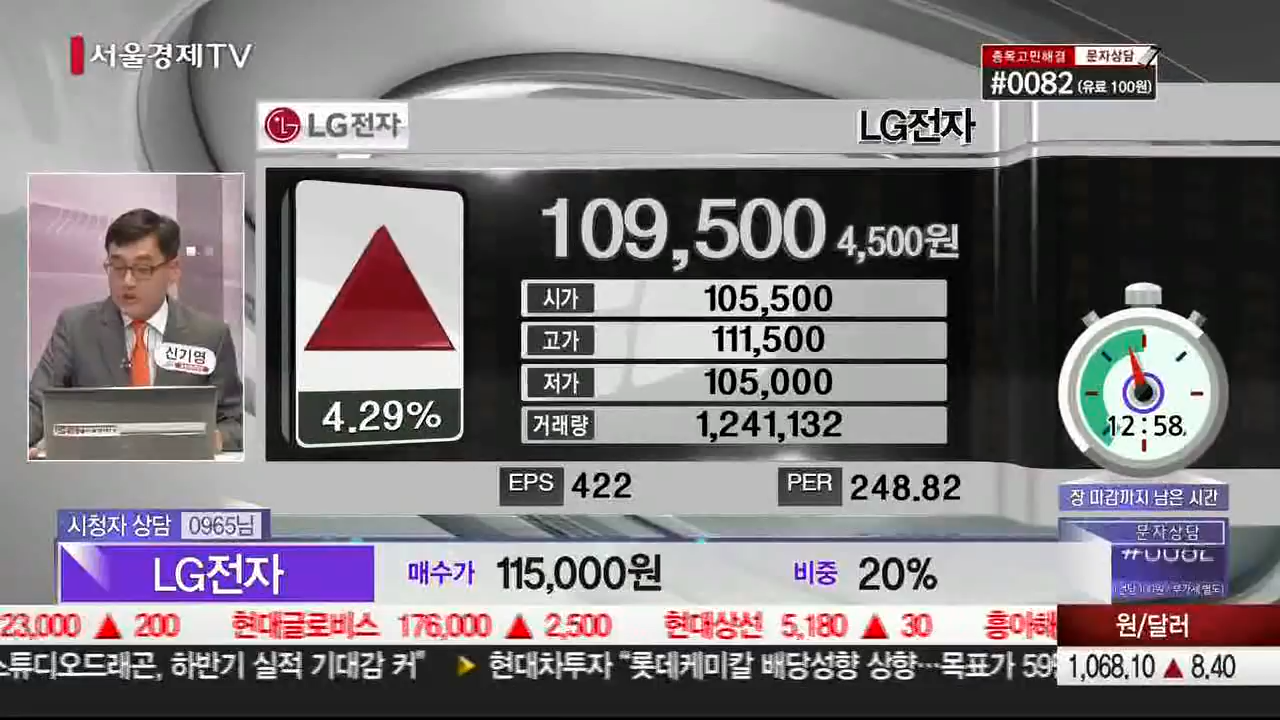 서울경제TV
종목고민해결 문자상담
#0082 (유료 100원)
LG전자
LG전자
109,500 4,500원
시가 105,500
고가 111,500
저가 105,000
거래량 1,241,132
4.29%
신기영
12:58
EPS 422
PER 248.82
장 마감까지 남은 시간
시청자 상담 0965님
문자상담
#0082
LG전자 매수가 115,000원 비중 20%
23,000 ▲ 200 현대글로비스 176,000 ▲ 2,500 현대상선 5,180 ▲ 30 흥아해
원/달러
스튜디오드래곤, 하반기 실적 기대감 커" ▶ 현대차투자 "롯데케미칼 배당성향 상향…목표가 59
1,068.10 ▲ 8.40